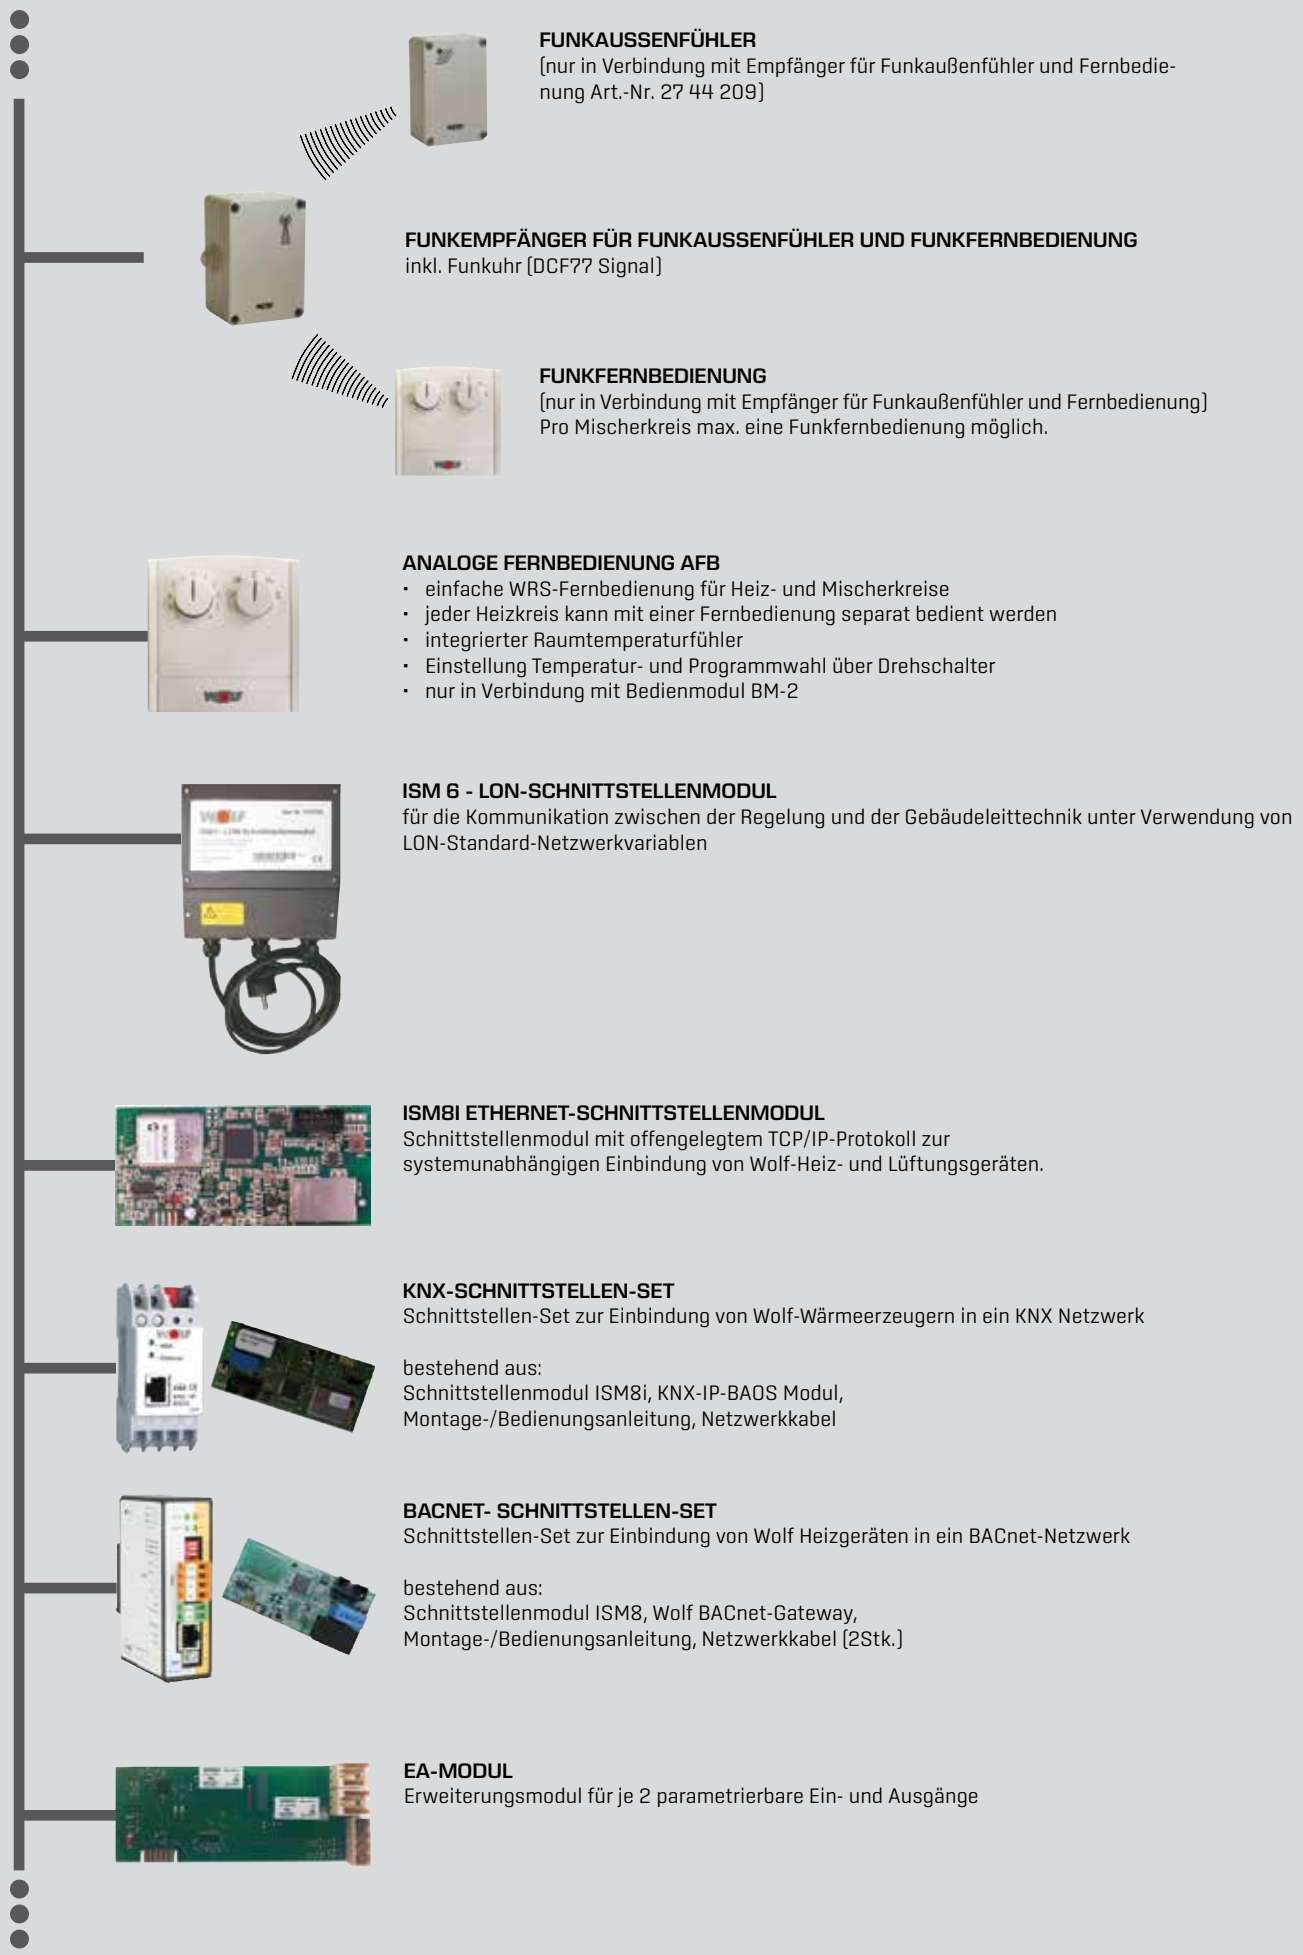 FUNKAUSSENFÜHLER
(nur in Verbindung mit Empfänger für Funkaußenfühler und Fernbedie-
nung Art.-Nr. 27 44 209)
FUNKEMPFÄNGER FÜR FUNKAUSSENFÜHLER UND FUNKFERNBEDIENUNG
inkl. Funkuhr (DCF77 Signal)
FUNKFERNBEDIENUNG
(nur in Verbindung mit Empfänger für Funkaußenfühler und Fernbedienung)
Pro Mischerkreis max. eine Funkfernbedienung möglich.
ANALOGE FERNBEDIENUNG AFB
• einfache WRS-Fernbedienung für Heiz- und Mischerkreise
• jeder Heizkreis kann mit einer Fernbedienung separat bedient werden
• integrierter Raumtemperaturfühler
• Einstellung Temperatur- und Programmwahl über Drehschalter
• nur in Verbindung mit Bedienmodul BM-2
WOLF
ISM 6 - LON-SCHNITTSTELLENMODUL
für die Kommunikation zwischen der Regelung und der Gebäudeleittechnik unter Verwendung von
LON-Standard-Netzwerkvariablen
WOLF
ISM8I ETHERNET-SCHNITTSTELLENMODUL
Schnittstellenmodul mit offengelegtem TCP/IP-Protokoll zur
systemunabhängigen Einbindung von Wolf-Heiz- und Lüftungsgeräten.
KNX-SCHNITTSTELLEN-SET
Schnittstellen-Set zur Einbindung von Wolf-Wärmeerzeugern in ein KNX Netzwerk
bestehend aus:
Schnittstellenmodul ISM8i, KNX-IP-BAOS Modul,
Montage-/Bedienungsanleitung, Netzwerkkabel
WOLF
BACNET- SCHNITTSTELLEN-SET
Schnittstellen-Set zur Einbindung von Wolf Heizgeräten in ein BACnet-Netzwerk
bestehend aus:
Schnittstellenmodul ISM8, Wolf BACnet-Gateway,
Montage-/Bedienungsanleitung, Netzwerkkabel (2Stk.)
EA-MODUL
Erweiterungsmodul für je 2 parametrierbare Ein- und Ausgänge